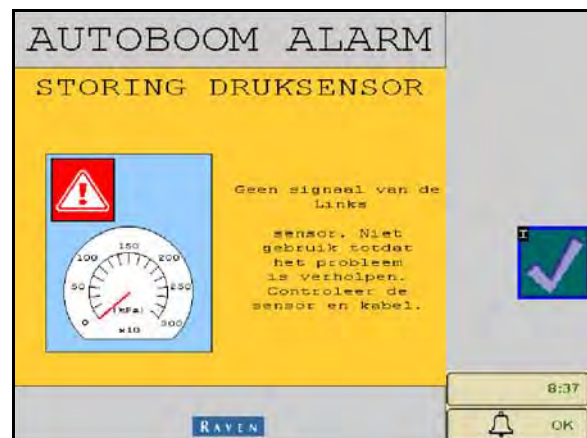 AUTOBOOM ALARM
STORING DRUKSENSOR
Geen signaal van de
Links
sensor. Niet
gebruik totdat
het probleem
is verholpen.
Controleer de
sensor en kabel.
150
100
200
50
250
(kPa)
0
x10
300
I
8:37
OK
RAVEN